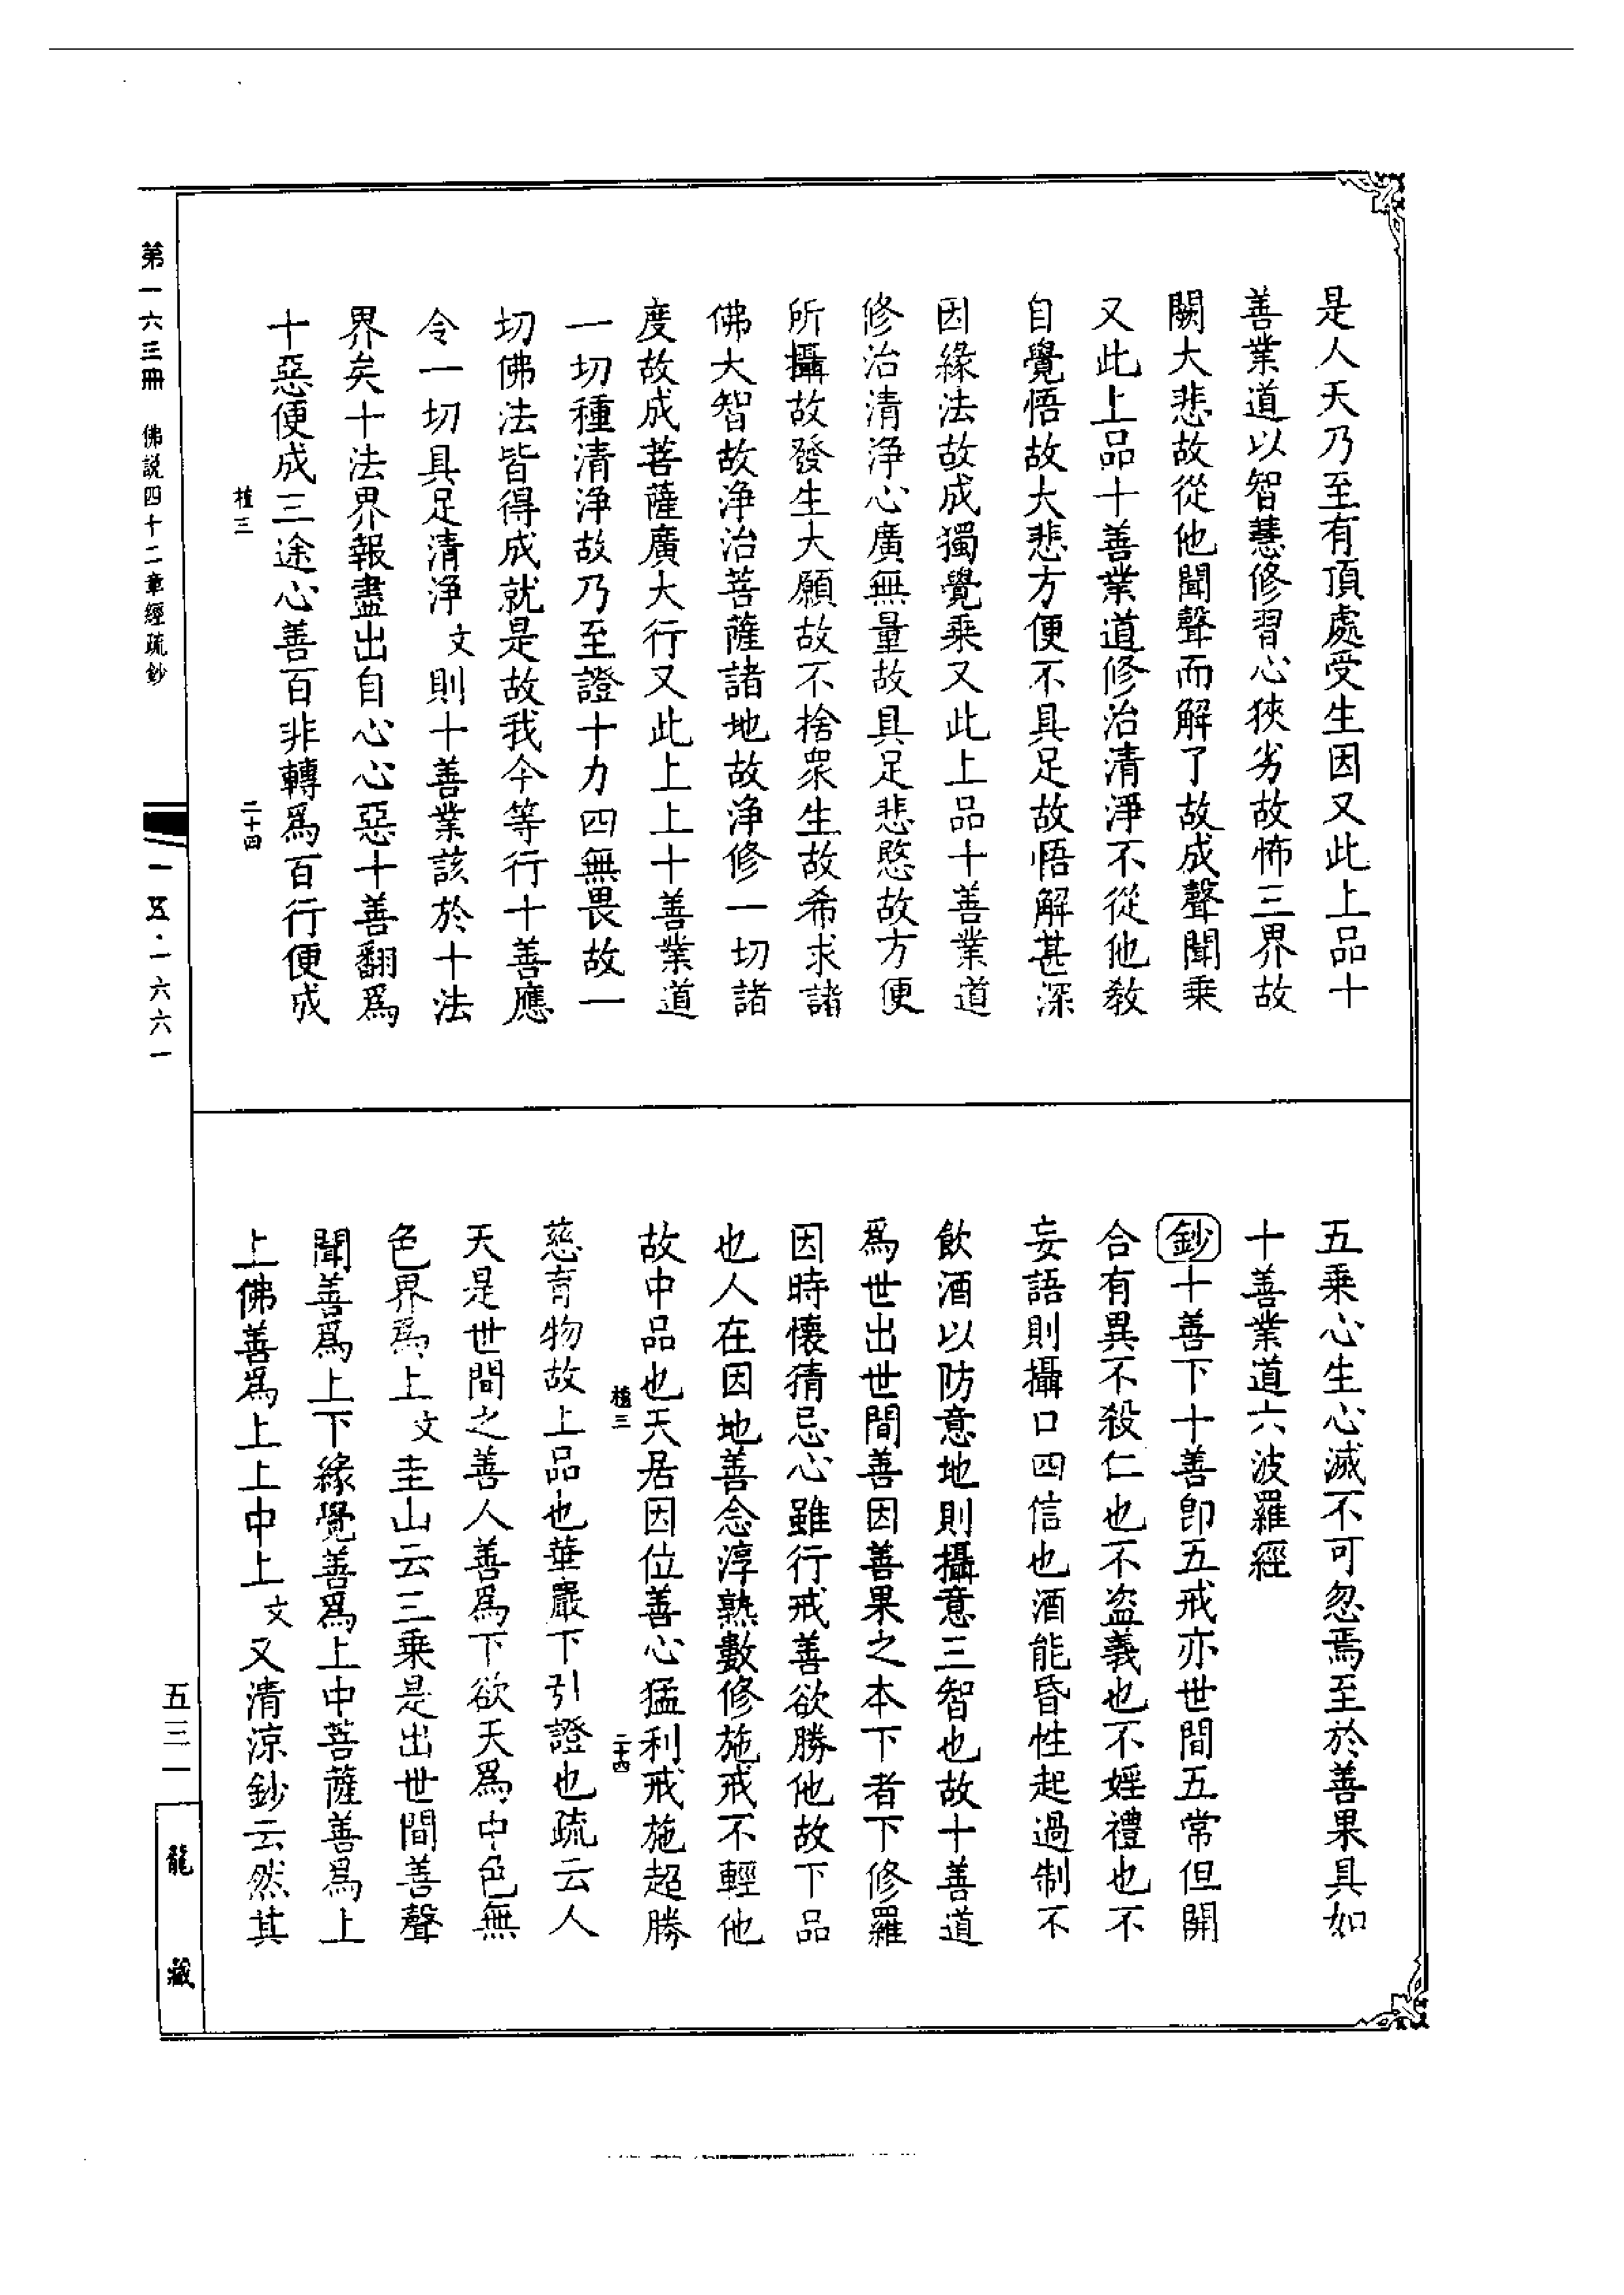 是人天乃至有頂處受生因又此上品十
善業道以智慧修習心狹劣故怖三界故
闕大悲故從他聞聲而解了故成聲聞乗
又此上品十善業道修治清淨不從他教
自覺悟故大悲方便不具足故悟解甚深
因緣法故成獨覺乘又此上品十善業道
修治清淨心廣無量故具足悲愍故方便
所攝故發生大願故不捨衆生故希求諸
佛大智故淨治菩薩諸地故淨修一切諸
度故成菩薩廣大行又此上上十善業道
一切種清淨故乃至證十力四無畏故一
切佛法皆得成就是故我今等行十善應
令一切具足清淨文則十善業該於十法
界矣十法界報盡出自心心惡十善翻爲
十惡便成三途心善百非轉爲百行便成
植三
二十四
五乗心生心滅不可忽焉至於善果具如
十善業道六波羅經
鈔十善下十善卽五戒亦世間五常但開
合有異不殺仁也不盜義也不婬禮也不
妄語則攝口四信也酒能昏性起過制不
飲酒以防意地則攝意三智也故十善道
爲世出世間善因善果之本下者下修羅
因時懐猜忌心雖行戒善欲勝他故下品
也人在因地善念淳熟數修施戒不輕他
故中品也天居因位善心猛利戒施超勝
植三
二十四
慈育物故上品也華嚴下引證也疏云人
天是世間之善人善爲下欲天爲中色無
色界爲上文圭山云三乗是出世間善聲
聞善爲上下緣覺善爲上中菩薩善爲上
上佛善爲上上中上文又清涼鈔云然其
第一六三冊 佛說四十二章經疏鈔
一五·一六六一
五三一
龍藏